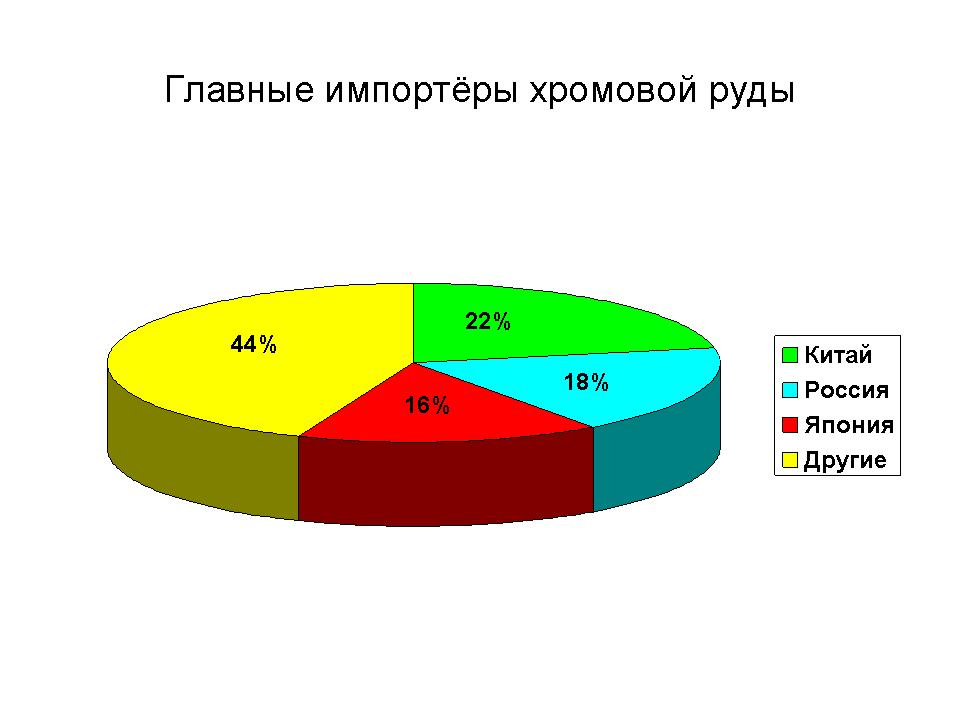 Главные импортёры хромовой руды
22%
44%
18%
16%
Китай
Россия
Япония
Другие